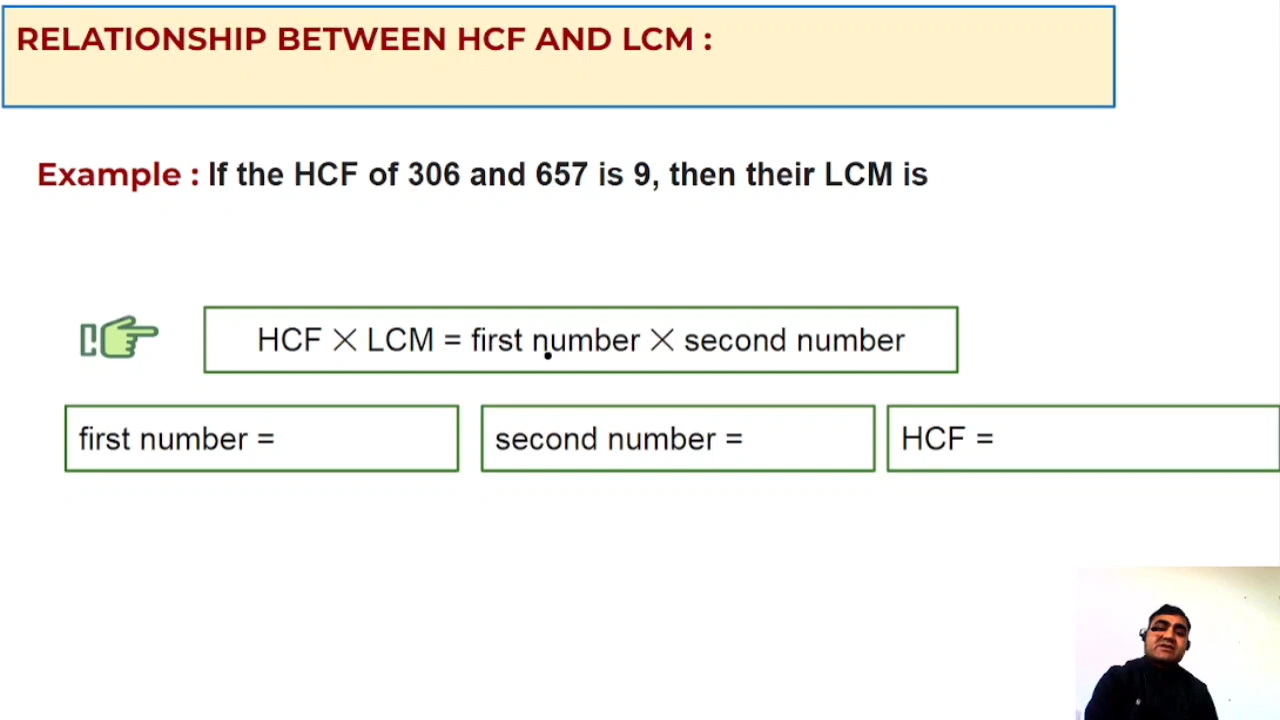 RELATIONSHIP BETWEEN HCF AND LCM :
Example : If the HCF of 306 and 657 is 9, then their LCM is
HCF × LCM = first number × second number
first number =
second number =
HCF =